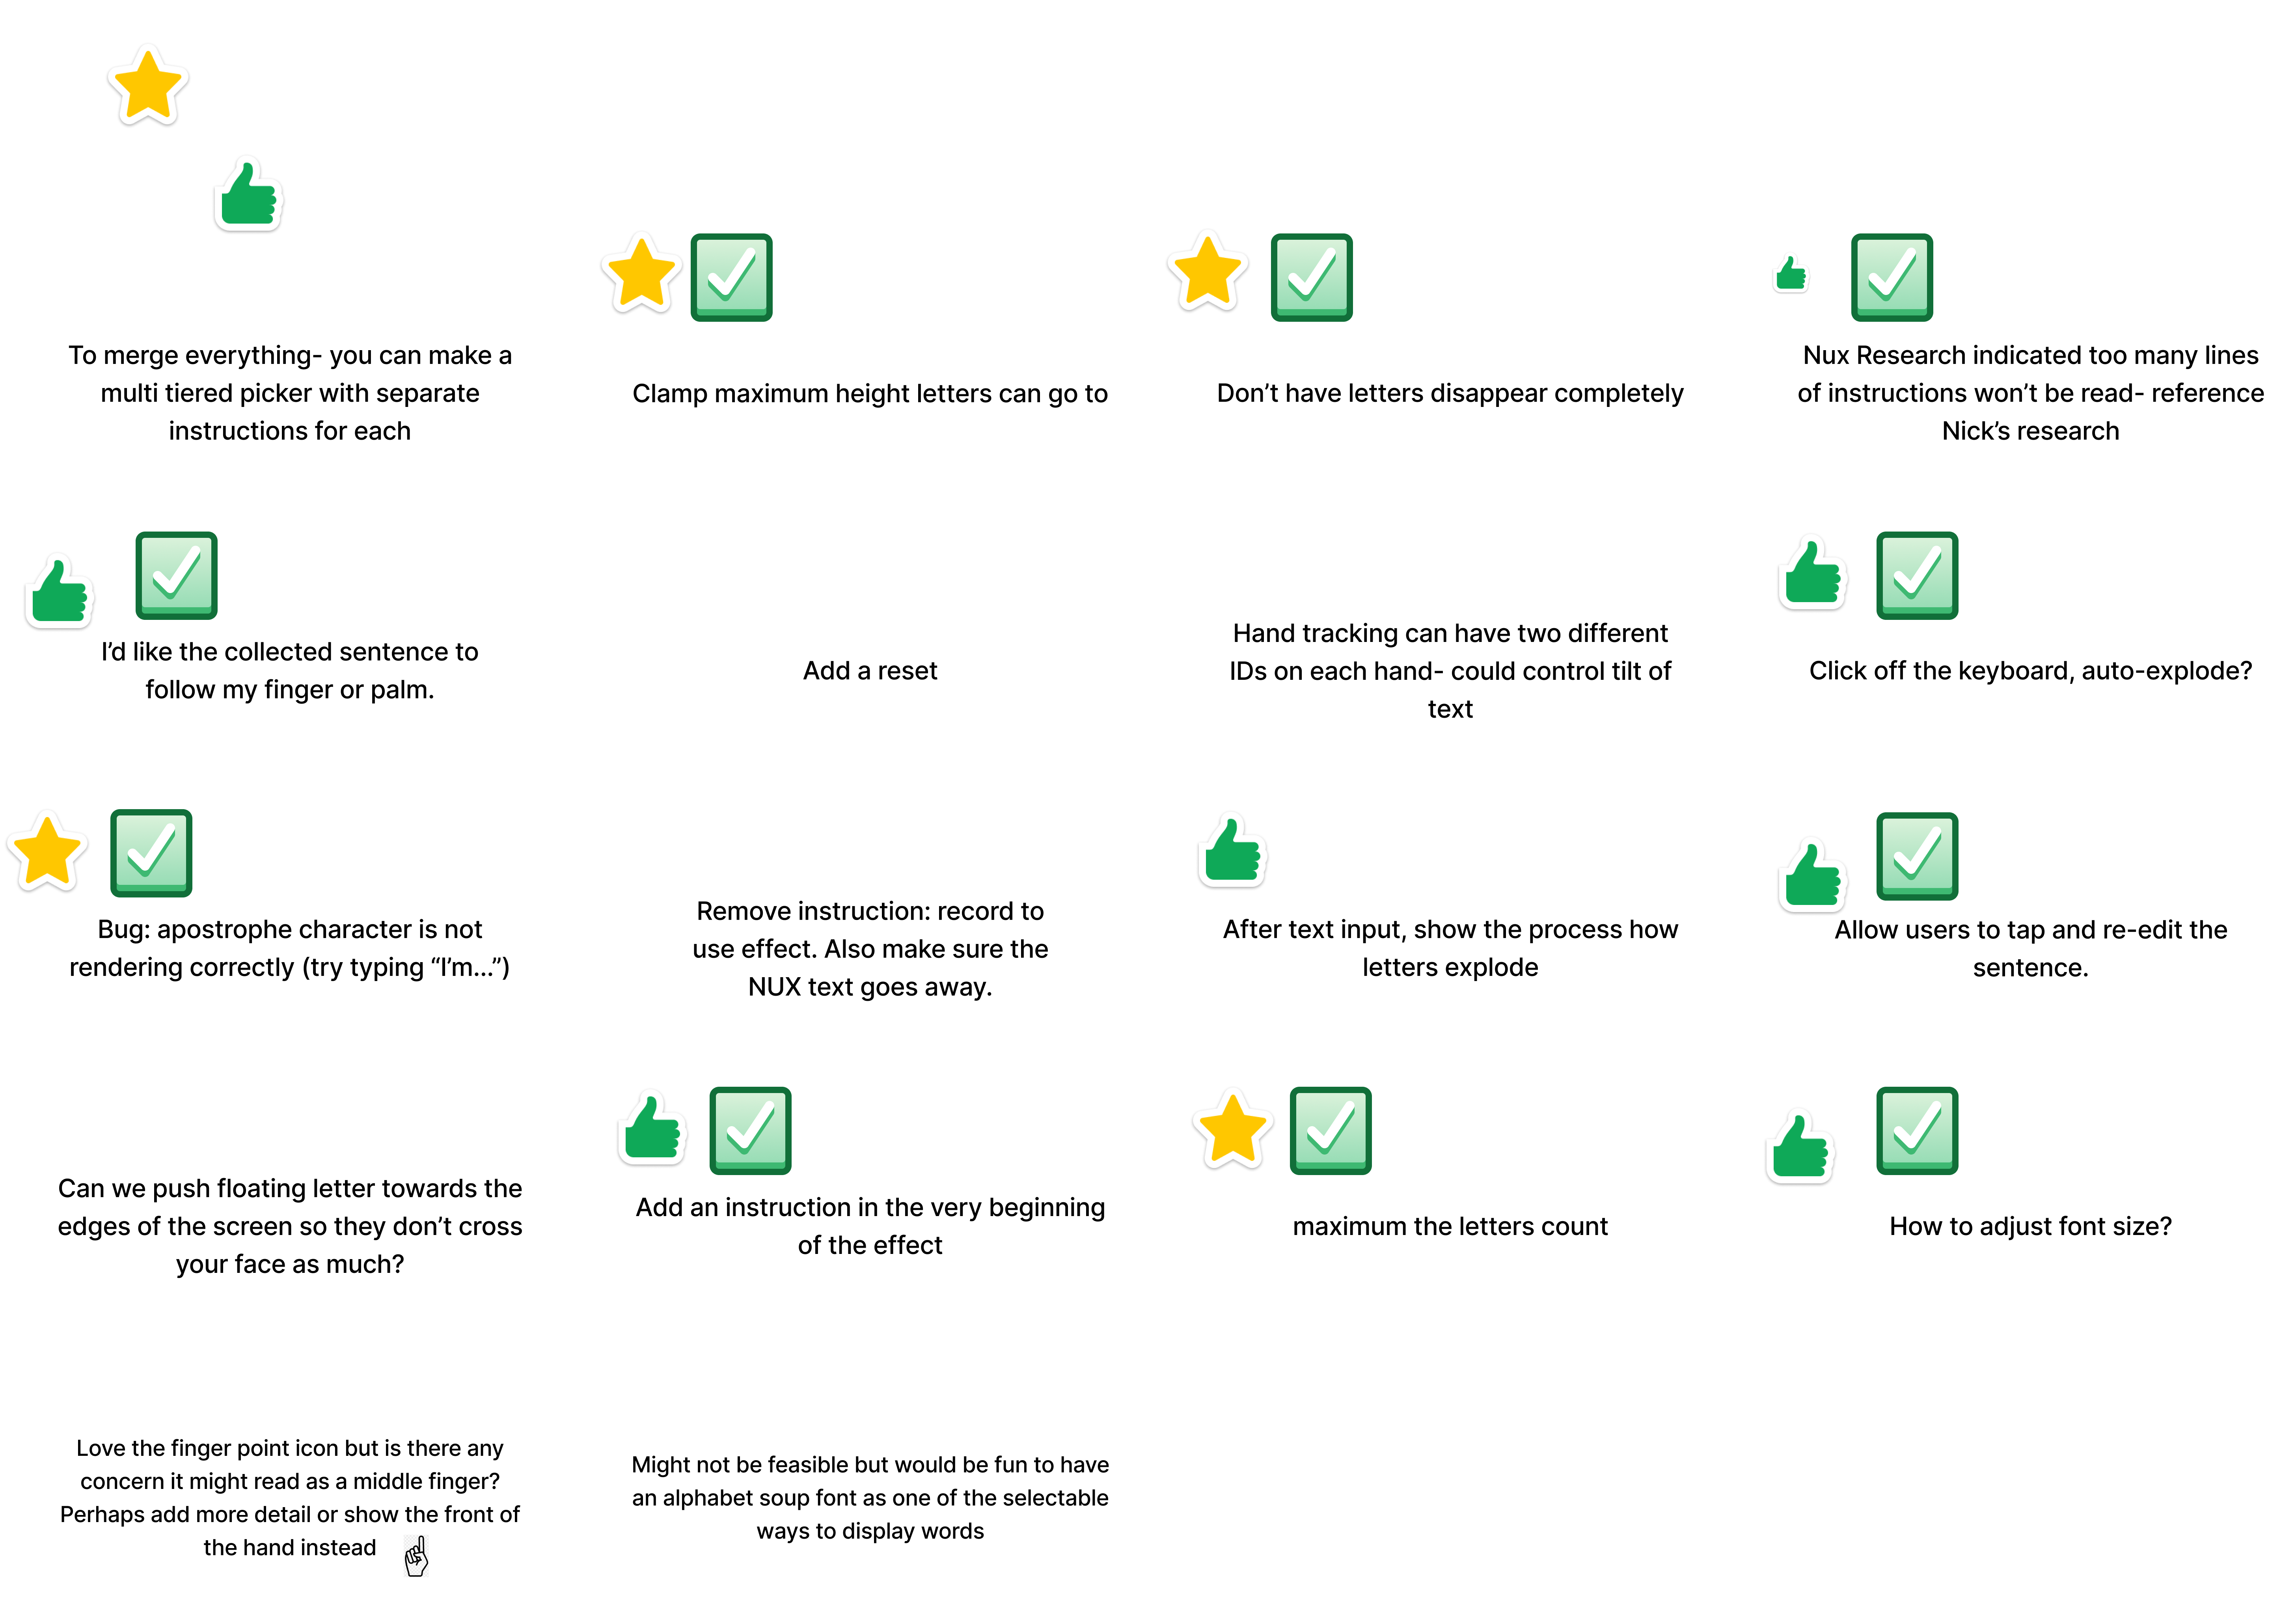 To merge everything- you can make a
multi tiered picker with separate
instructions for each
Clamp maximum height letters can go to
Don’t have letters disappear completely
Nux Research indicated too many lines
of instructions won’t be read- reference
Nick’s research
I’d like the collected sentence to
follow my finger or palm.
Add a reset
Hand tracking can have two different
IDs on each hand- could control tilt of
text
Click off the keyboard, auto-explode?
Bug: apostrophe character is not
rendering correctly (try typing “I’m...”)
Remove instruction: record to
use effect. Also make sure the
NUX text goes away.
After text input, show the process how
letters explode
Allow users to tap and re-edit the
sentence.
Can we push floating letter towards the
edges of the screen so they don’t cross
your face as much?
Add an instruction in the very beginning
of the effect
maximum the letters count
How to adjust font size?
Love the finger point icon but is there any
concern it might read as a middle finger?
Perhaps add more detail or show the front of
the hand instead
Might not be feasible but would be fun to have
an alphabet soup font as one of the selectable
ways to display words